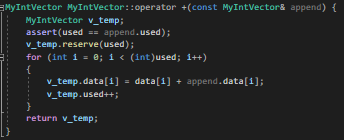 MyIntVector MyIntVector::operator +(const MyIntVector& append) {
MyIntVector v_temp;
assert(used == append.used);
v_temp.reserve(used);
for (int i = 0; i < (int)used; i++)
{
v_temp.data[i] = data[i] + append.data[i];
v_temp.used++;
}
return v_temp;
}